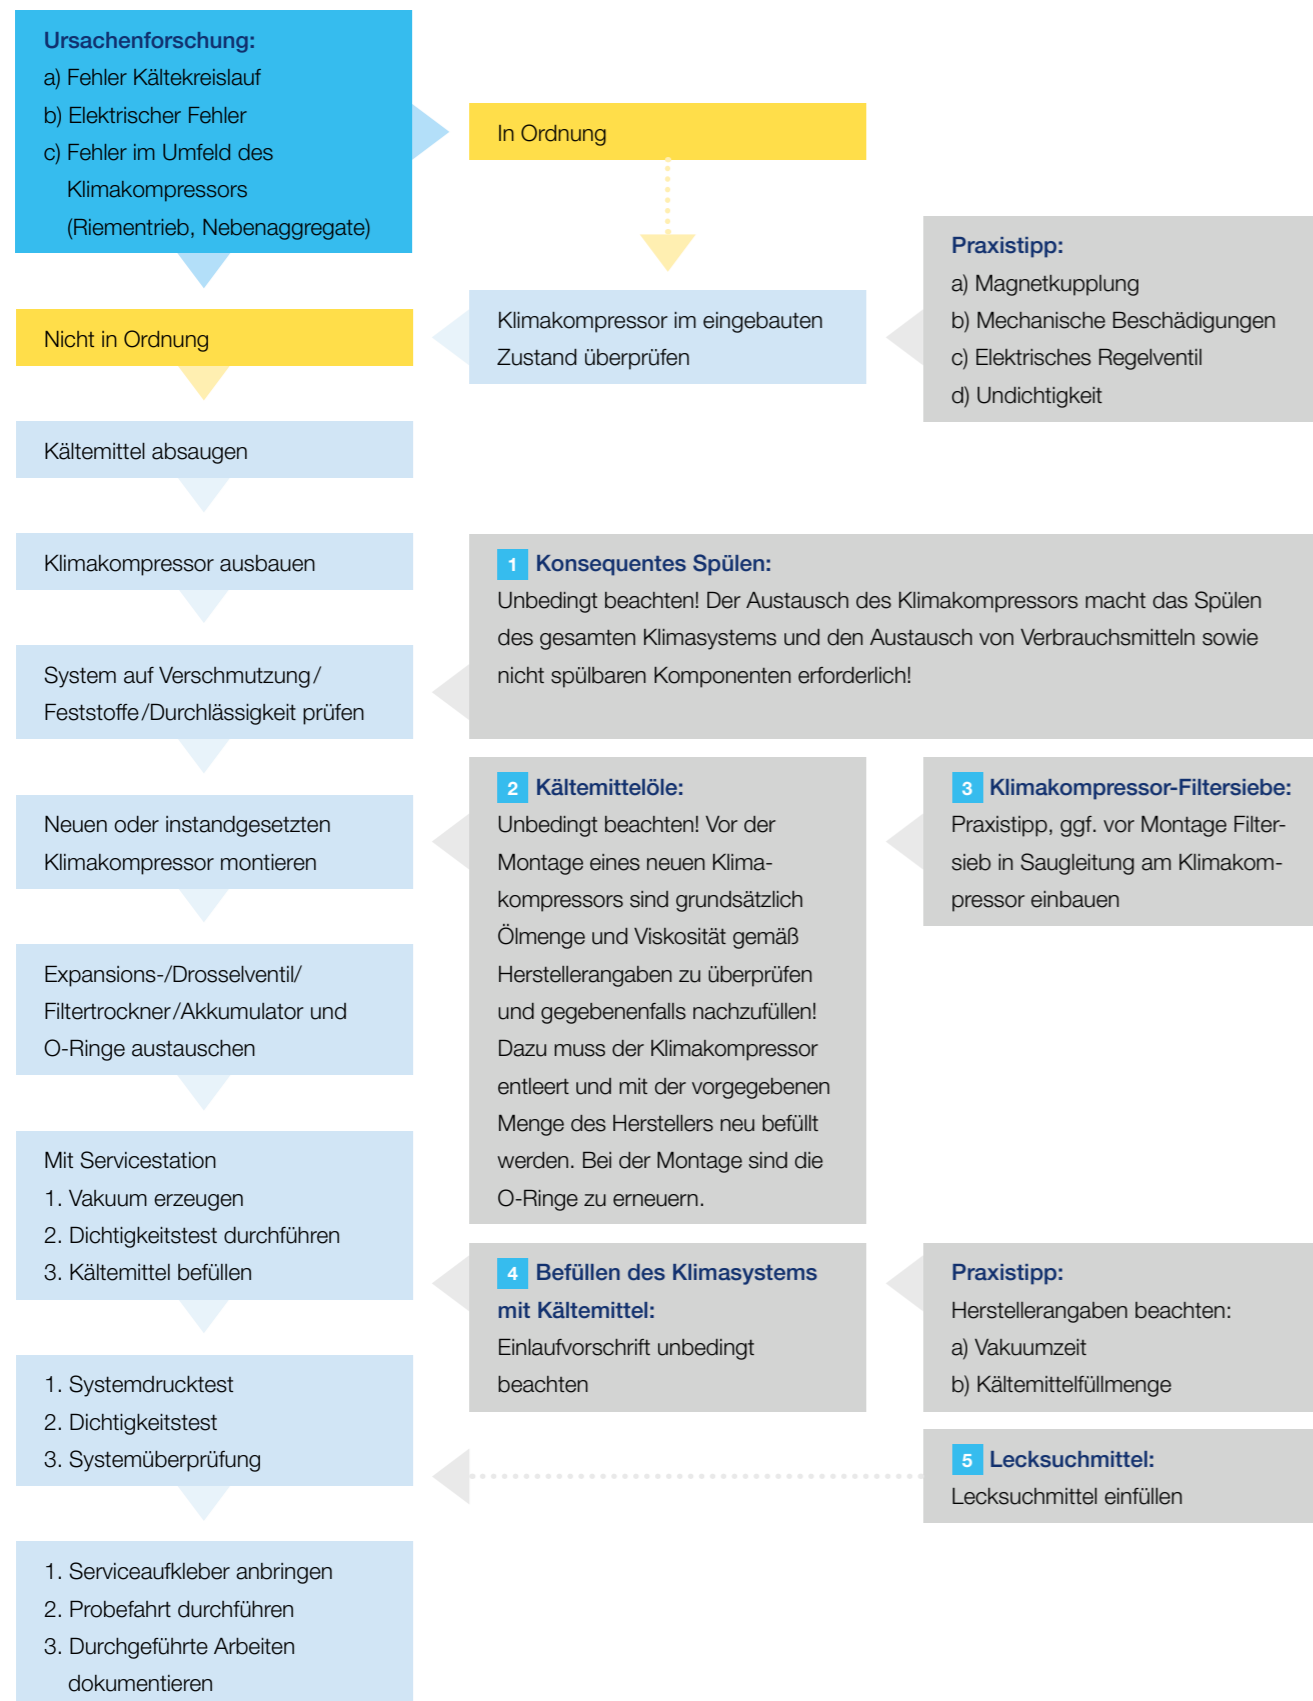 Ursachenforschung:
a) Fehler Kältekreislauf
b) Elektrischer Fehler
c) Fehler im Umfeld des
Klimakompressors
(Riementrieb, Nebenaggregate)
In Ordnung
Nicht in Ordnung
Klimakompressor im eingebauten
Zustand überprüfen
Praxistipp:
a) Magnetkupplung
b) Mechanische Beschädigungen
c) Elektrisches Regelventil
d) Undichtigkeit
Kältemittel absaugen
Klimakompressor ausbauen
1 Konsequentes Spülen:
Unbedingt beachten! Der Austausch des Klimakompressors macht das Spülen
des gesamten Klimasystems und den Austausch von Verbrauchsmitteln sowie
nicht spülbaren Komponenten erforderlich!
System auf Verschmutzung/
Feststoffe/Durchlässigkeit prüfen
Neuen oder instandgesetzten
Klimakompressor montieren
2 Kältemittelöle:
Unbedingt beachten! Vor der
Montage eines neuen Klima-
kompressors sind grundsätzlich
Ölmenge und Viskosität gemäß
Herstellerangaben zu überprüfen
und gegebenenfalls nachzufüllen!
Dazu muss der Klimakompressor
entleert und mit der vorgegebenen
Menge des Herstellers neu befüllt
werden. Bei der Montage sind die
O-Ringe zu erneuern.
3 Klimakompressor-Filtersiebe:
Praxistipp, ggf. vor Montage Filter-
sieb in Saugleitung am Klimakom-
pressor einbauen
Expansions-/Drosselventil/
Filtertrockner/Akkumulator und
O-Ringe austauschen
Mit Servicestation
1. Vakuum erzeugen
2. Dichtigkeitstest durchführen
3. Kältemittel befüllen
4 Befüllen des Klimasystems
mit Kältemittel:
Einlaufvorschrift unbedingt
beachten
Praxistipp:
Herstellerangaben beachten:
a) Vakuumzeit
b) Kältemittelfüllmenge
1. Systemdrucktest
2. Dichtigkeitstest
3. Systemüberprüfung
5 Lecksuchmittel:
Lecksuchmittel einfüllen
1. Serviceaufkleber anbringen
2. Probefahrt durchführen
3. Durchgeführte Arbeiten
dokumentieren